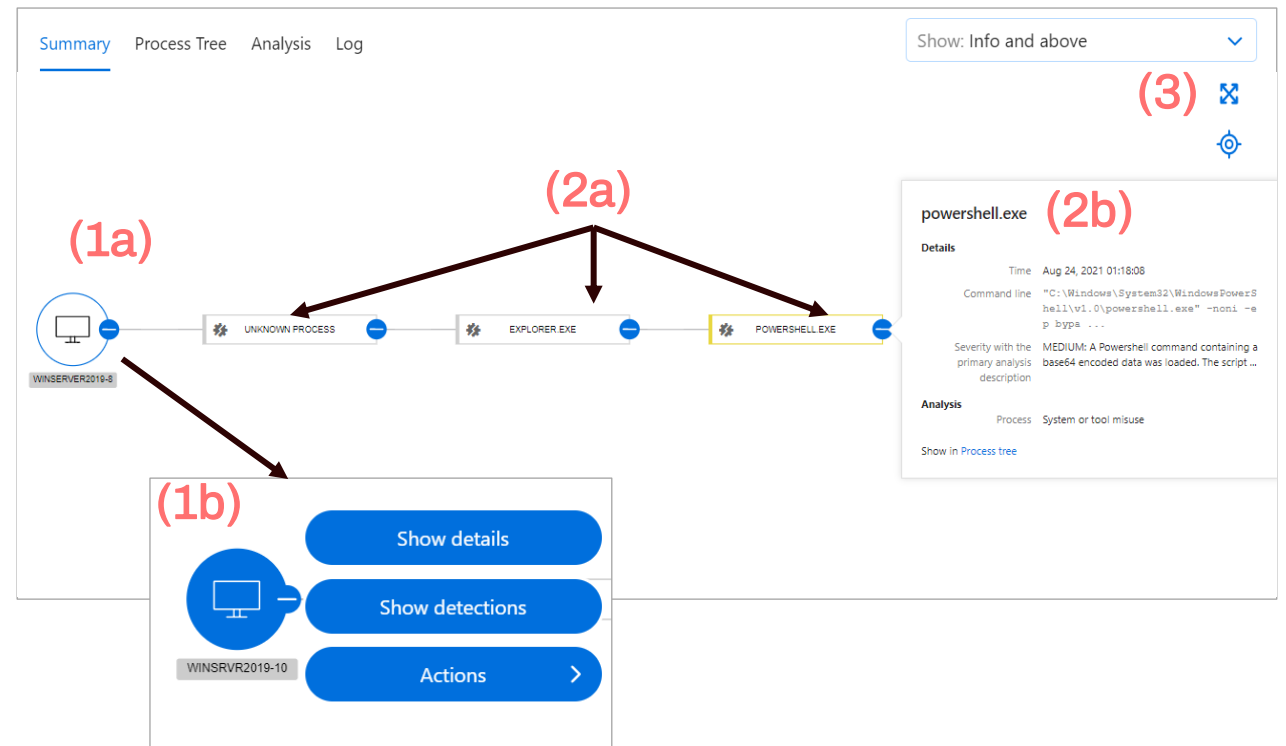 Summary Process Tree Analysis Log
Show: Info and above
(3)
(2a)
(1a)
powershell.exe (2b)
Details
Time Aug 24, 2021 01:18:08
Command line "C:\Windows\System32\WindowsPowerS
hell\v1.0\powershell.exe" -noni -e
p bypa ...
Severity with the MEDIUM: A Powershell command containing a
primary analysis base64 encoded data was loaded. The script ...
description
Analysis
Process System or tool misuse
Show in Process tree
UNKNOWN PROCESS EXPLORER.EXE POWERSHELL.EXE
WINSERVER2019-8
(1b)
Show details
Show detections
Actions
WINSRVR2019-10